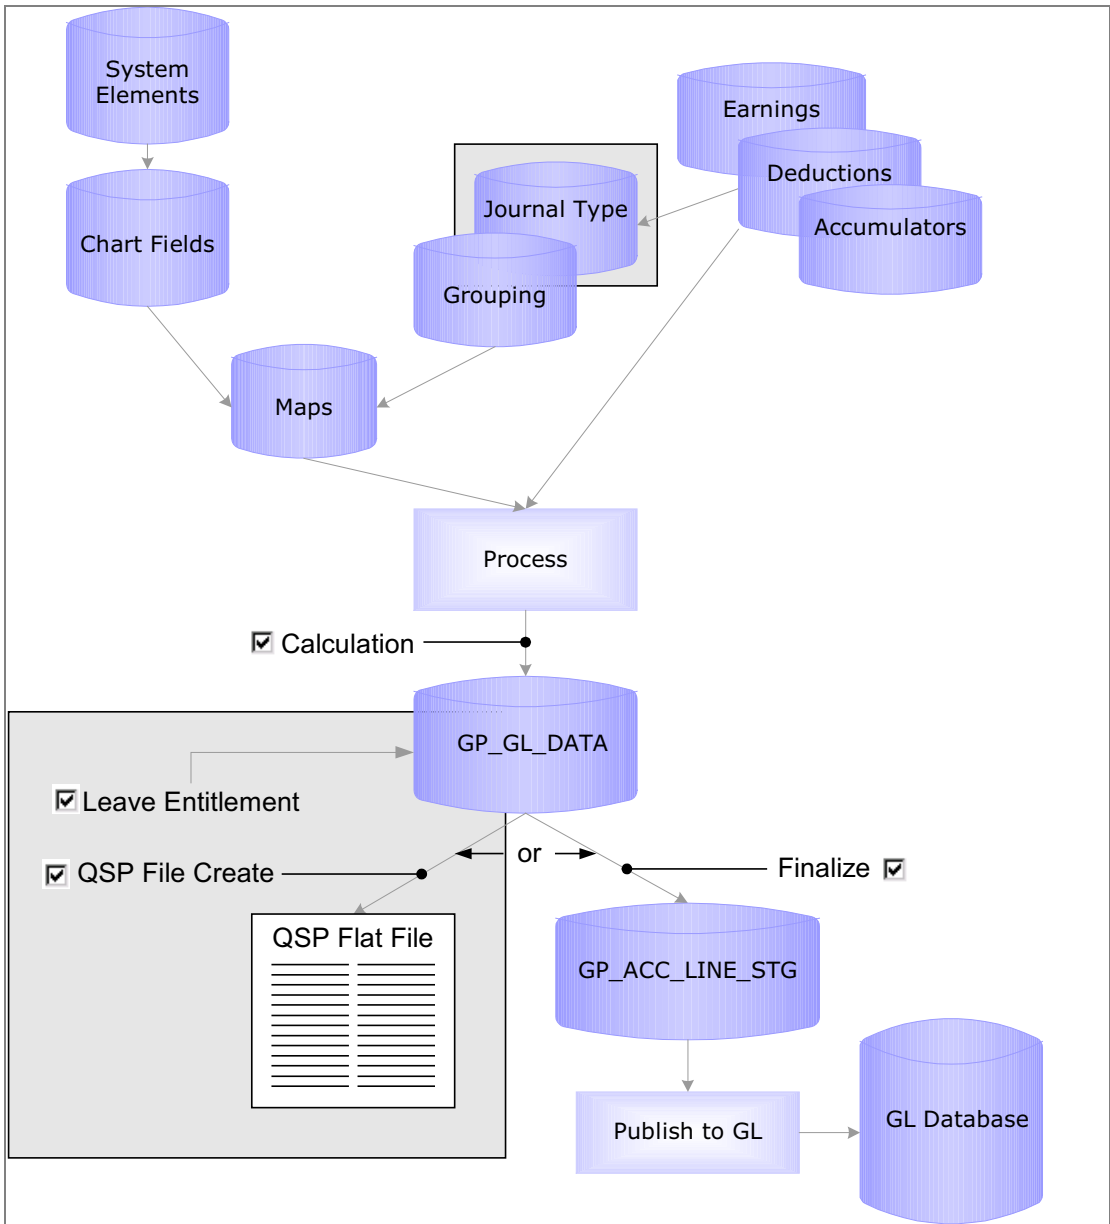 System
Elements
Earnings
Deductions
Journal Type
Accumulators
Chart Fields
Grouping
Maps
Process
Calculation
GP_GL_DATA
Leave Entitlement
or
QSP File Create
Finalize
QSP Flat File
GP_ACC_LINE_STG
Publish to GL
GL Database